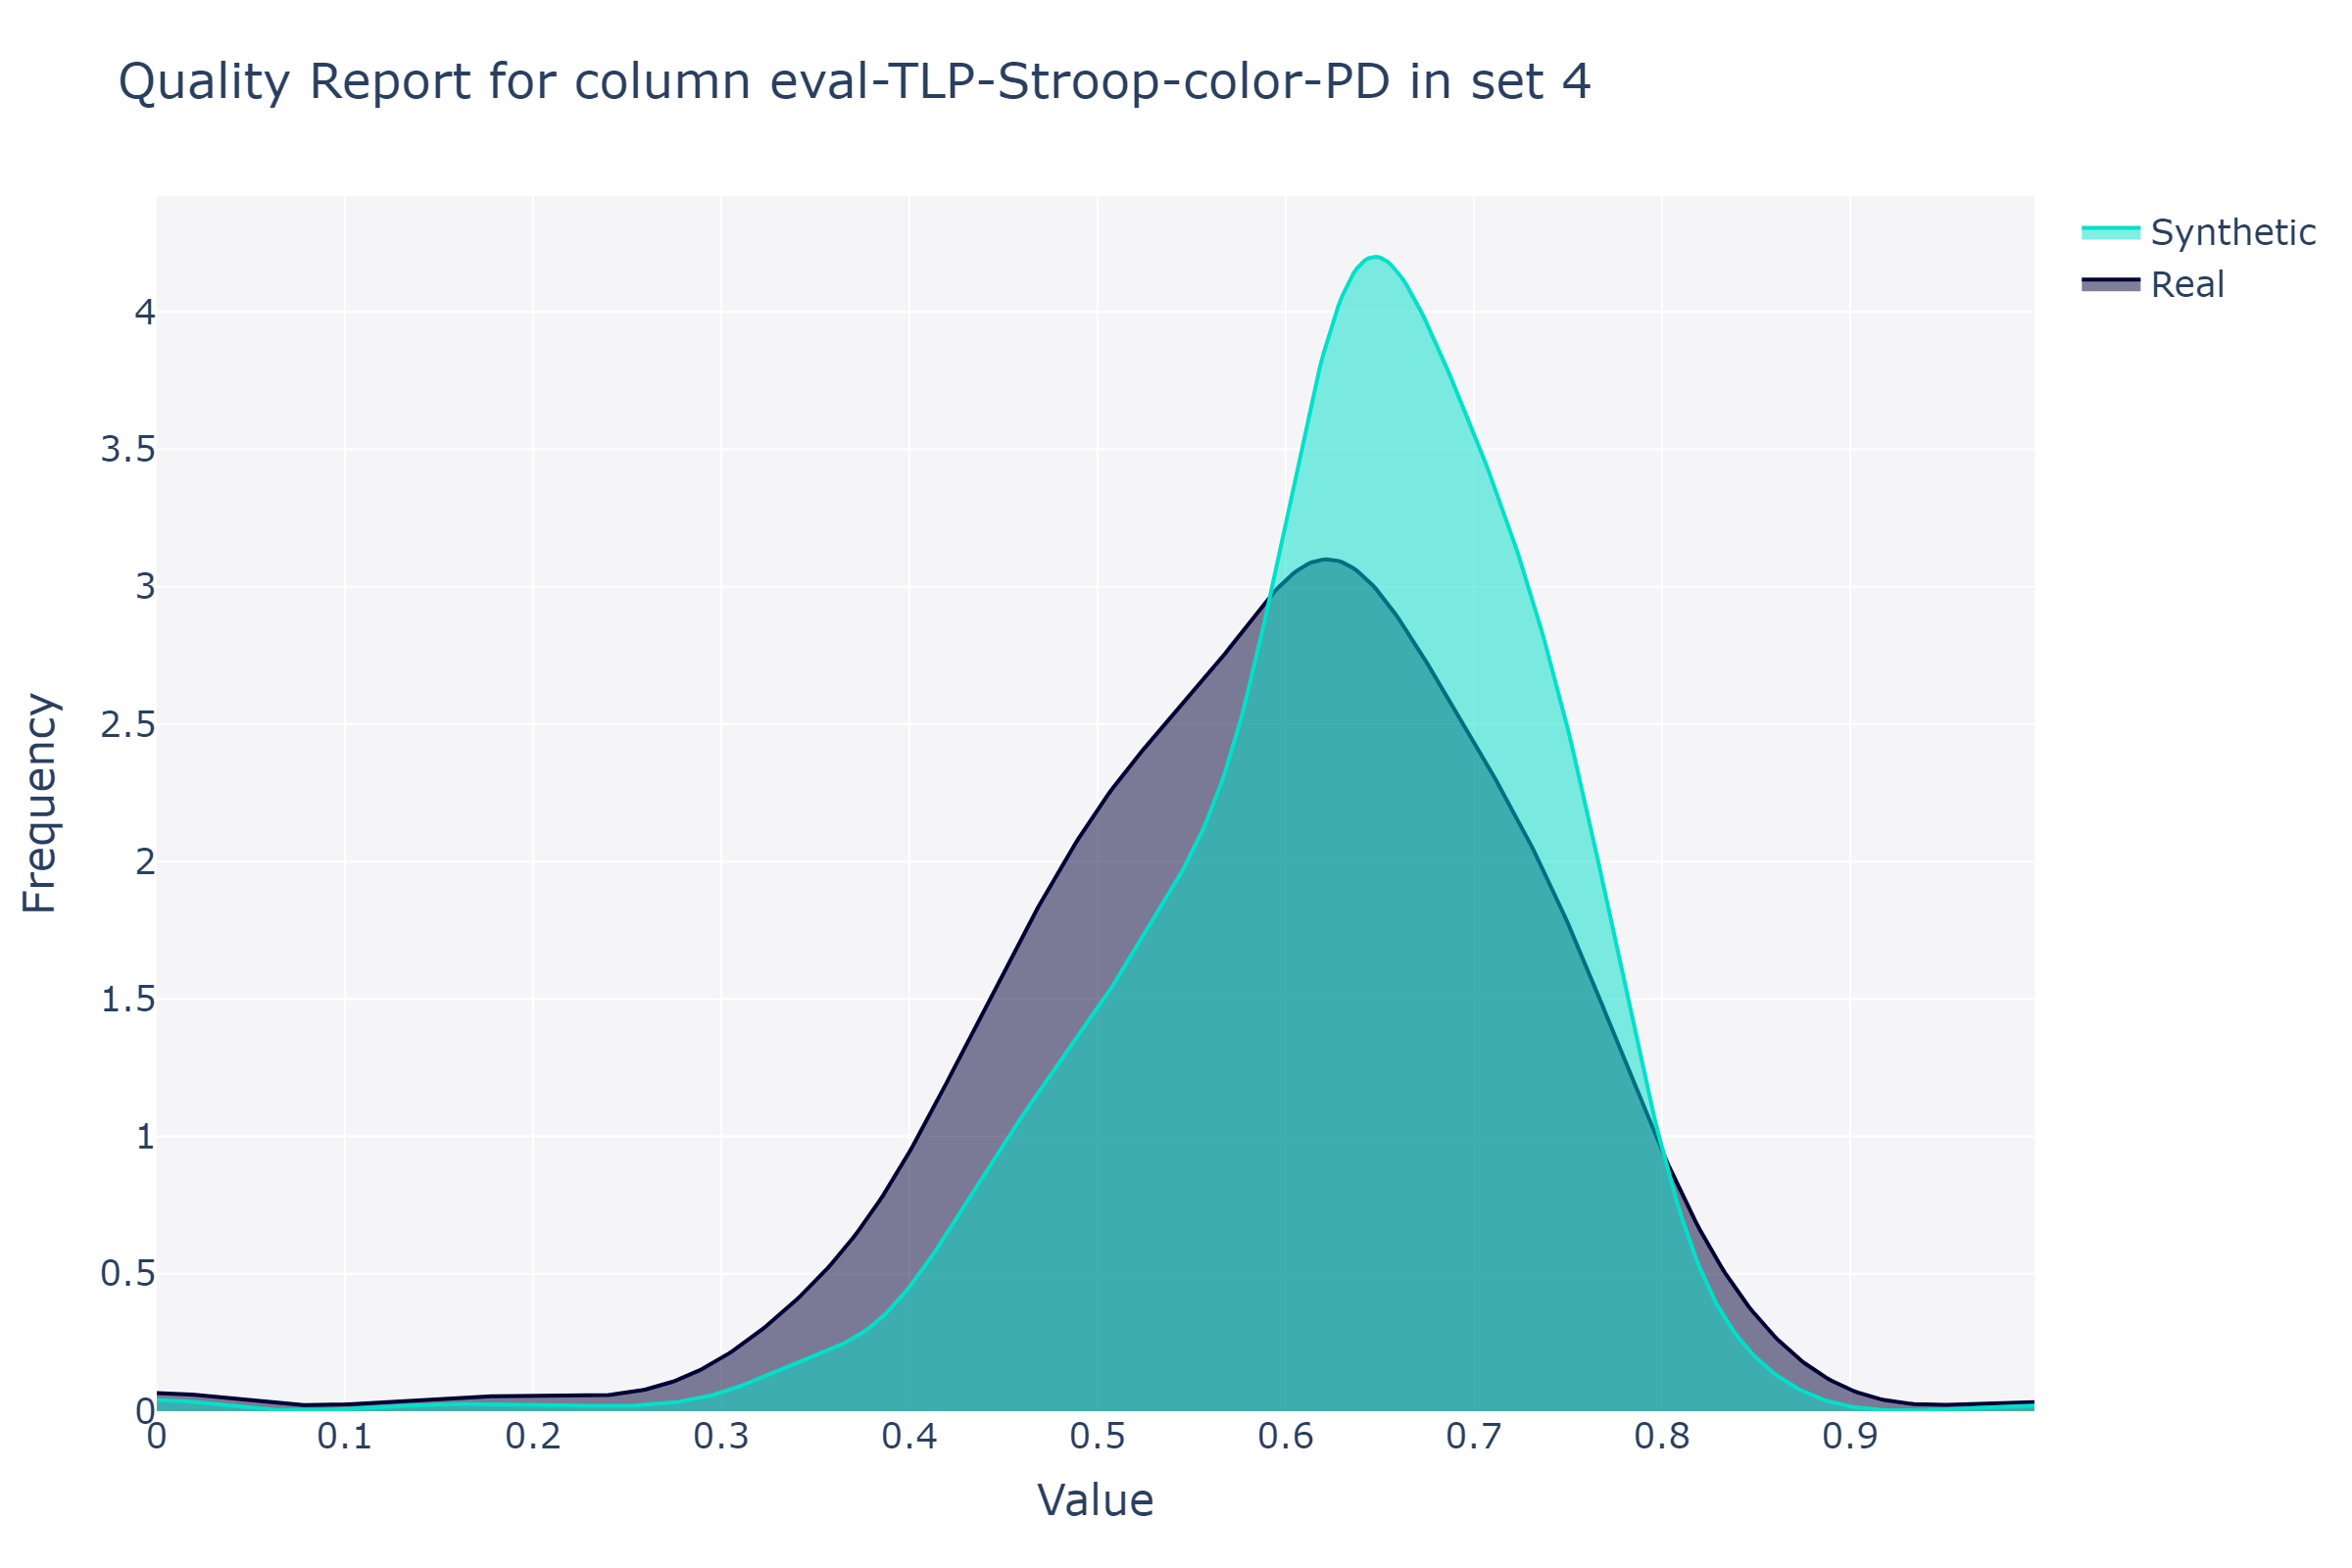 Quality Report for column eval-TLP-Stroop-color-PD in set 4
Synthetic
Real
4
3.5
3
2.5
2
1.5
1
0.5
0
Frequency
0 0.1 0.2 0.3 0.4 0.5 0.6 0.7 0.8 0.9
Value